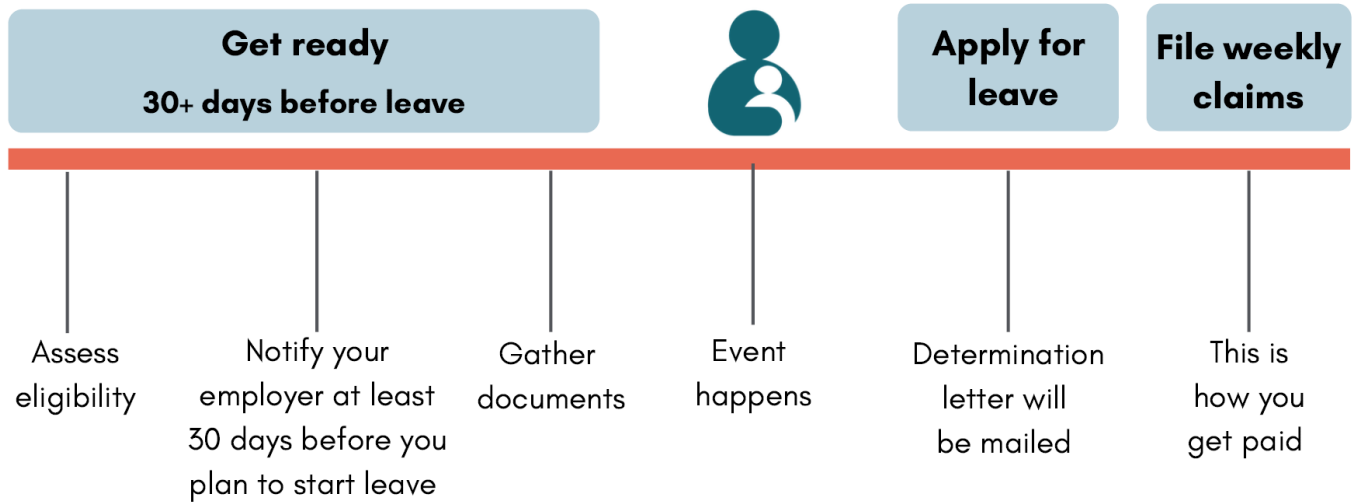 Get ready
30+ days before leave
Apply for
leave
File weekly
claims
Assess
eligibility
Notify your
employer at least
30 days before you
plan to start leave
Gather
documents
Event
happens
Determination
letter will
be mailed
This is
how you
get paid